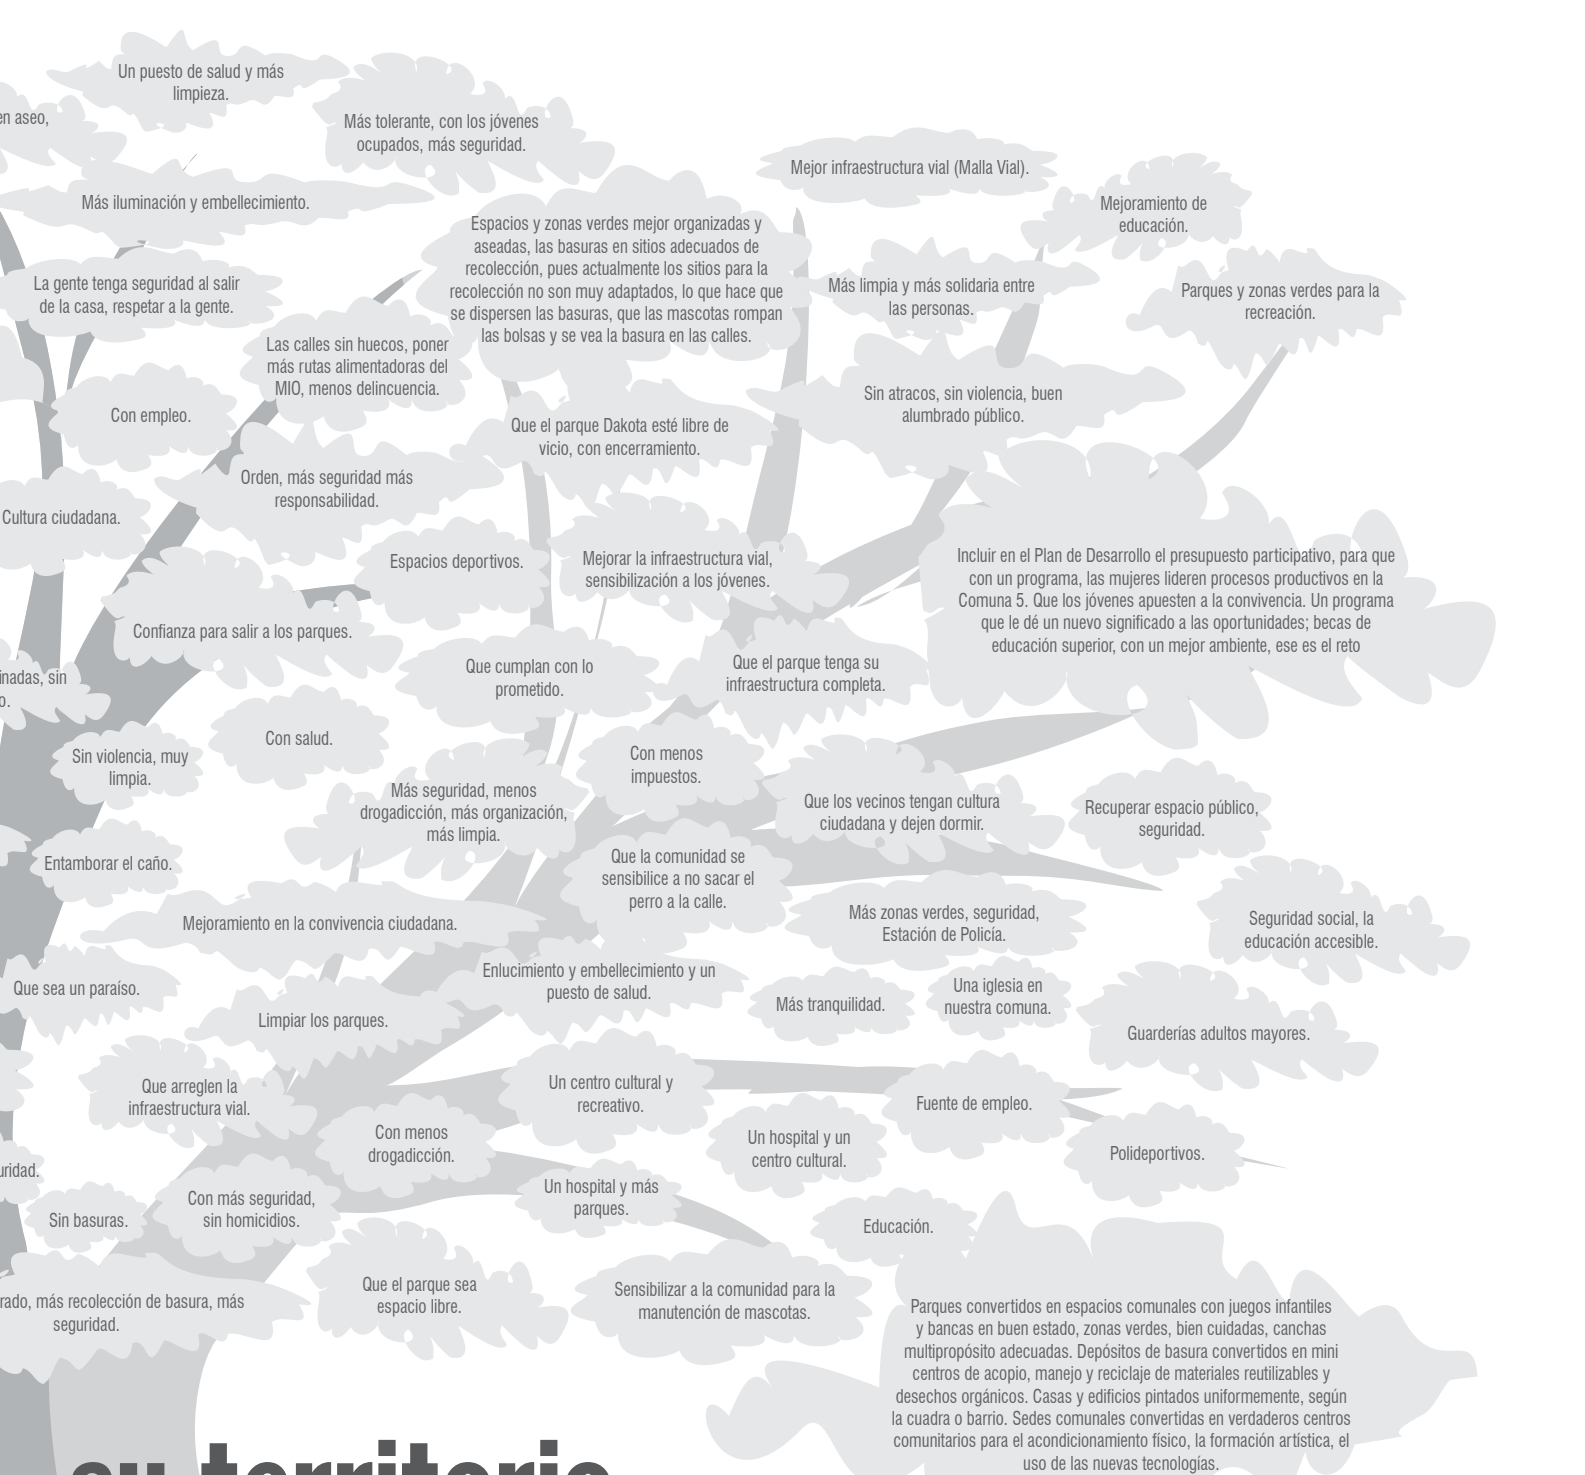 Un puesto de salud y más
limpieza.
en aseo,
Más tolerante, con los jóvenes
ocupados, más seguridad.
Mejor infraestructura vial (Malla Vial).
Mejoramiento de
educación.
Más iluminación y embellecimiento.
Espacios y zonas verdes mejor organizadas y
aseadas, las basuras en sitios adecuados de
recolección, pues actualmente los sitios para la
recolección no son muy adaptados, lo que hace que
se dispersen las basuras, que las mascotas rompan
las bolsas y se vea la basura en las calles.
La gente tenga seguridad al salir
de la casa, respetar a la gente.
Más limpia y más solidaria entre
las personas.
Parques y zonas verdes para la
recreación.
Las calles sin huecos, poner
más rutas alimentadoras del
MIO, menos delincuencia.
Con empleo.
Sin atracos, sin violencia, buen
alumbrado público.
Que el parque Dakota esté libre de
vicio, con encerramiento.
Orden, más seguridad más
responsabilidad.
Cultura ciudadana.
Espacios deportivos.
Mejorar la infraestructura vial,
sensibilización a los jóvenes.
Incluir en el Plan de Desarrollo el presupuesto participativo, para que
con un programa, las mujeres lideren procesos productivos en la
Comuna 5. Que los jóvenes apuesten a la convivencia. Un programa
que le dé un nuevo significado a las oportunidades; becas de
educación superior, con un mejor ambiente, ese es el reto
Confianza para salir a los parques.
inadas, sin
o.
Que cumplan con lo
prometido.
Que el parque tenga su
infraestructura completa.
Con salud.
Sin violencia, muy
limpia.
Con menos
impuestos.
Más seguridad, menos
drogadicción, más organización,
más limpia.
Que los vecinos tengan cultura
ciudadana y dejen dormir.
Recuperar espacio público,
seguridad.
Entamborar el caño.
Que la comunidad se
sensibilice a no sacar el
perro a la calle.
Mejoramiento en la convivencia ciudadana.
Más zonas verdes, seguridad,
Estación de Policía.
Seguridad social, la
educación accesible.
Que sea un paraíso.
Enlucimiento y embellecimiento y un
puesto de salud.
Más tranquilidad.
Una iglesia en
nuestra comuna.
Limpiar los parques.
Guarderías adultos mayores.
Que arreglen la
infraestructura vial.
Un centro cultural y
recreativo.
Fuente de empleo.
Con menos
drogadicción.
Un hospital y un
centro cultural.
Polideportivos.
uridad.
Con más seguridad,
sin homicidios.
Un hospital y más
parques.
Sin basuras.
Educación.
Que el parque sea
espacio libre.
Sensibilizar a la comunidad para la
manutención de mascotas.
rado, más recolección de basura, más
seguridad.
Parques convertidos en espacios comunales con juegos infantiles
y bancas en buen estado, zonas verdes, bien cuidadas, canchas
multipropósito adecuadas. Depósitos de basura convertidos en mini
centros de acopio, manejo y reciclaje de materiales reutilizables y
desechos orgánicos. Casas y edificios pintados uniformemente, según
la cuadra o barrio. Sedes comunales convertidas en verdaderos centros
comunitarios para el acondicionamiento físico, la formación artística, el
uso de las nuevas tecnologías.
su territorio